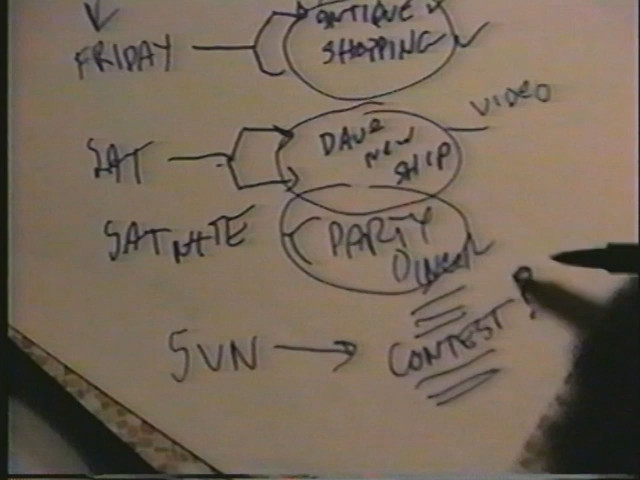 FRIDAY
ANTIQUE
SHOPPING
VIDEO
SAT
DAVE
NEW
SHIP
SAT NITE
PARTY
DINNER
SUN
CONTEST!